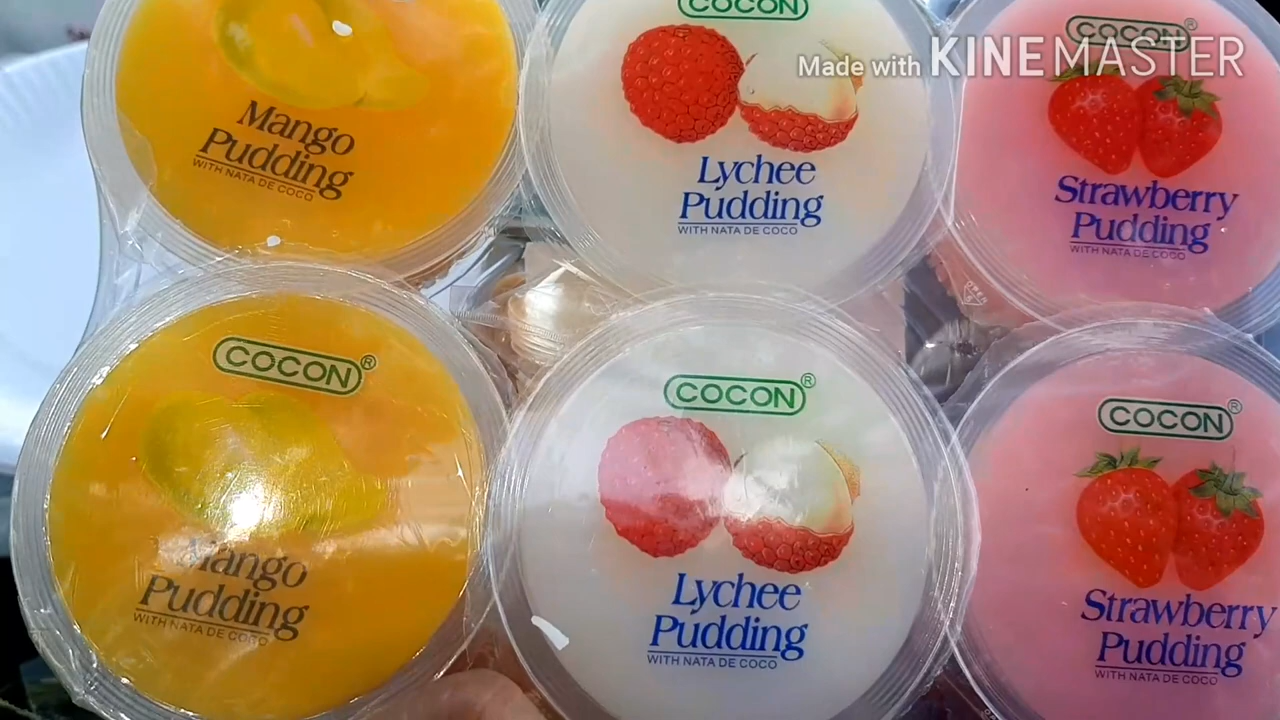 COCON
COCON®
Made with KINEMASTER
Mango
Pudding
WITH NATA DE COCO
Lychee
Pudding
WITH NATA DE COCO
Strawberry
Pudding
WITH NATA DE COCO
COCON®
Mango
Pudding
WITH NATA DE COCO
COCON®
Lychee
Pudding
WITH NATA DE COCO
COCON®
Strawberry
Pudding
WITH NATA DE COCO